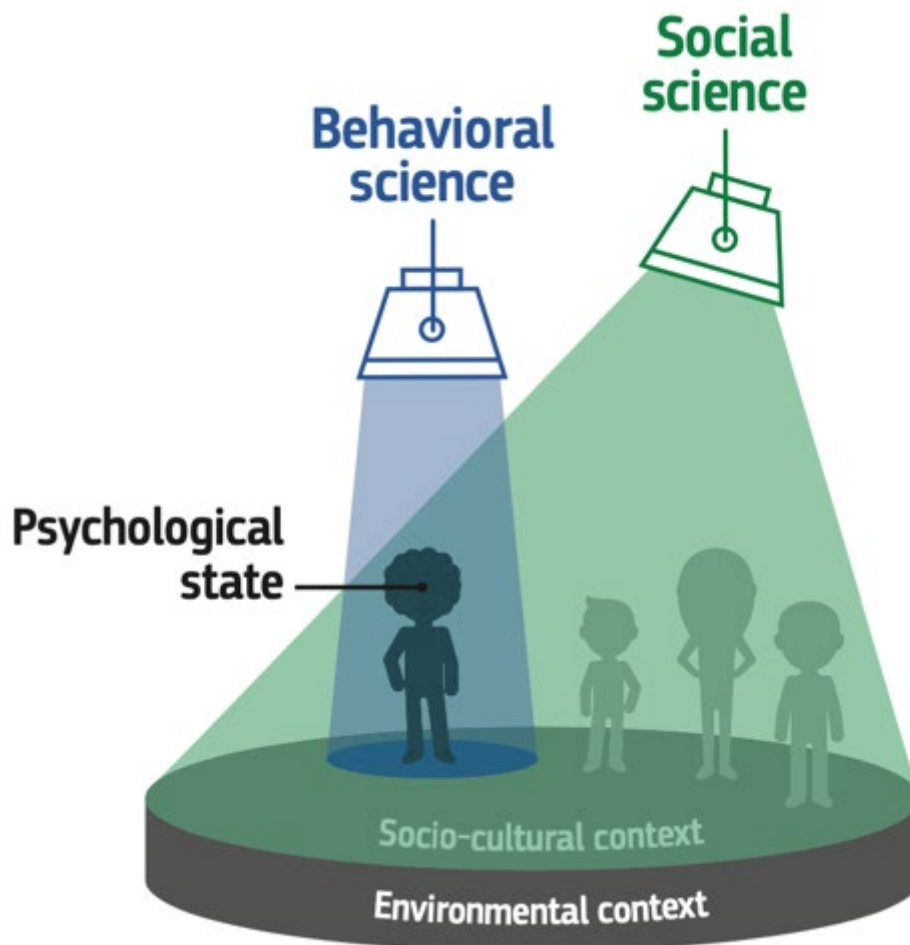 Social
science
Behavioral
science
Psychological
state
Socio-cultural context
Environmental context